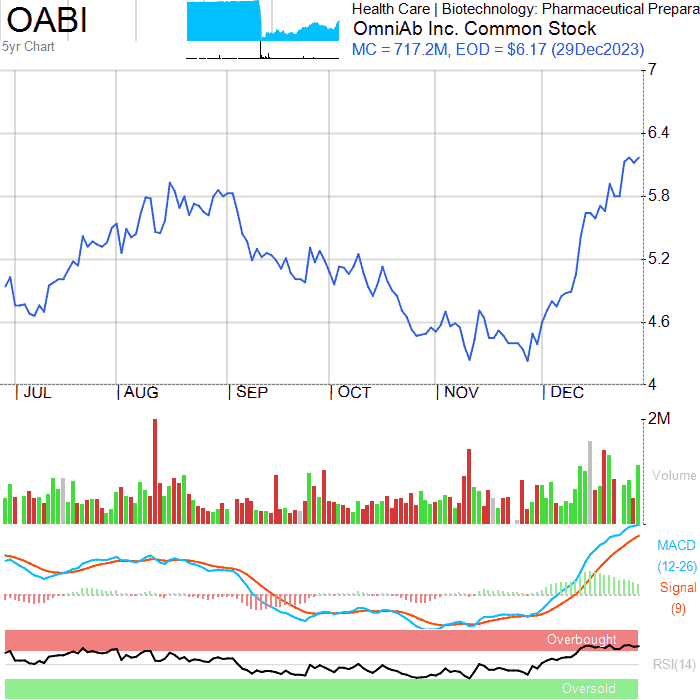 OABI
5yr Chart
Health Care | Biotechnology: Pharmaceutical Prepara
OmniAb Inc. Common Stock
MC = 717.2M, EOD = $6.17 (29Dec2023)
7
6.4
5.8
5.2
4.6
4
JUL AUG SEP OCT NOV DEC
2M
Volume
MACD
(12-26)
Signal
(9)
Overbought
RSI(14)
Oversold